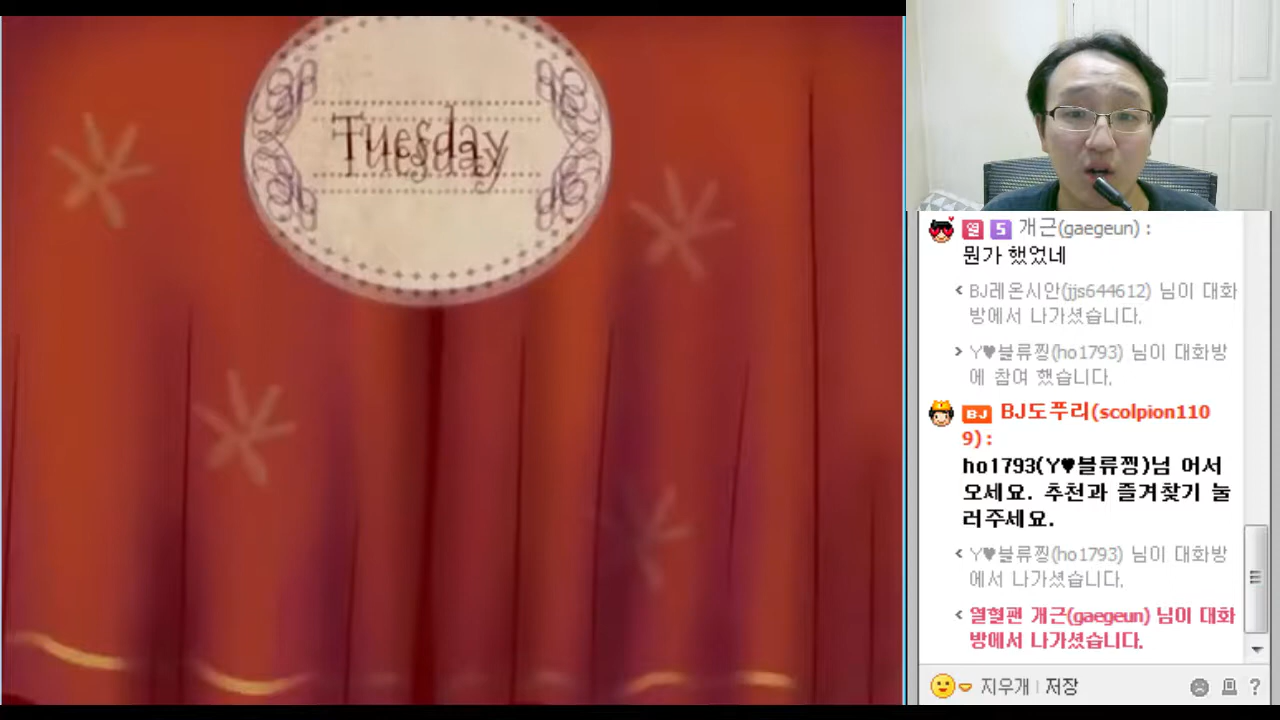 Tuesday
열 5 개근(gaegeun) :
뭔가 했었네
< BJ레온시안(jjs644612) 님이 대화
방에서 나가셨습니다.
> Y♥블류찡(ho1793) 님이 대화방
에 참여 했습니다.
BJ BJ도푸리(scolpion110
9) :
ho1793(Y♥블류찡)님 어서
오세요. 추천과 즐겨찾기 눌
러주세요.
< Y♥블류찡(ho1793) 님이 대화방
에서 나가셨습니다.
< 열혈팬 개근(gaegeun) 님이 대화
방에서 나가셨습니다.
지우개 | 저장 ?